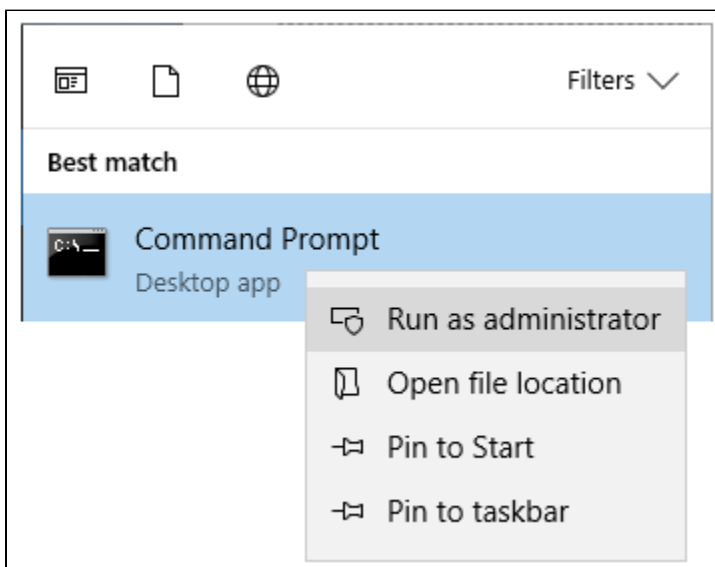 Filters
Best match
C:\
Command Prompt
Desktop app
Run as administrator
Open file location
Pin to Start
Pin to taskbar